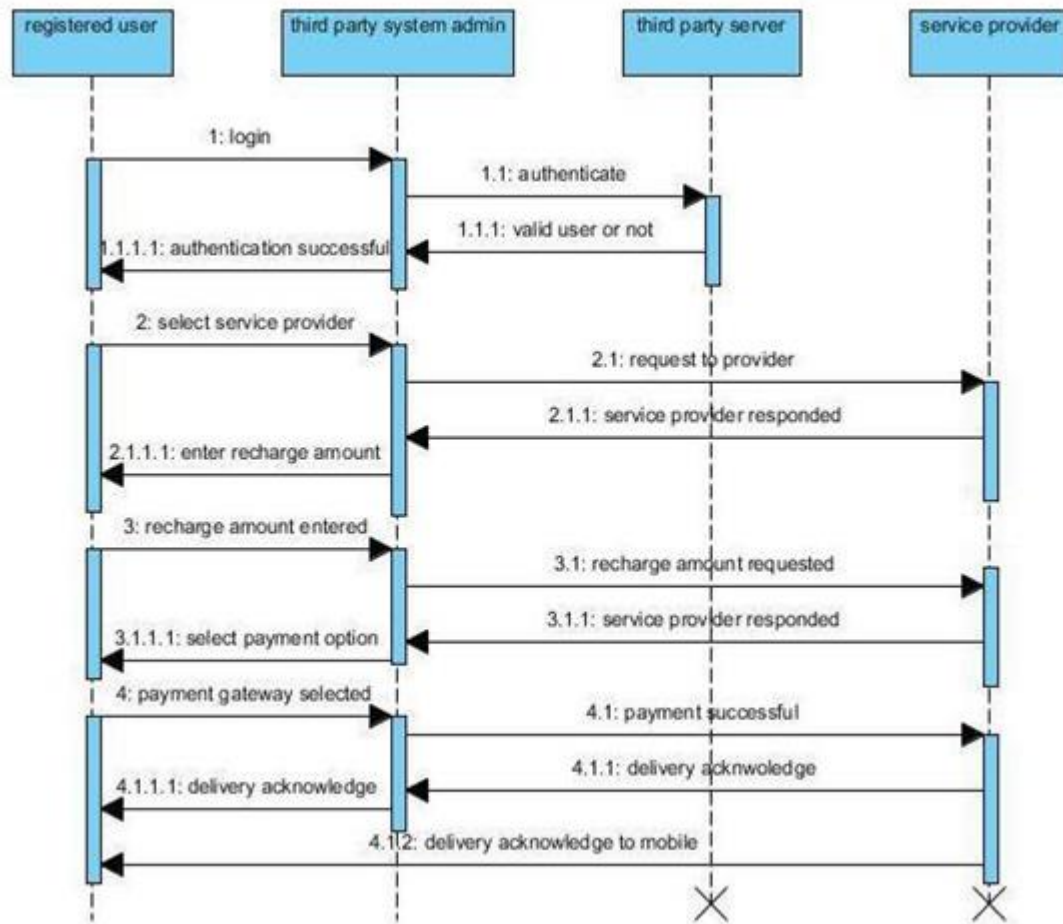 registered user
third party system admin
third party server
service provider
1: login
1.1: authenticate
1.1.1: valid user or not
1.1.1.1: authentication successful
2: select service provider
2.1: request to provider
2.1.1: service provider responded
2.1.1.1: enter recharge amount
3: recharge amount entered
3.1: recharge amount requested
3.1.1: service provider responded
3.1.1.1: select payment option
4: payment gateway selected
4.1: payment successful
4.1.1: delivery acknwoledge
4.1.1.1: delivery acknowledge
4.1.2: delivery acknowledge to mobile